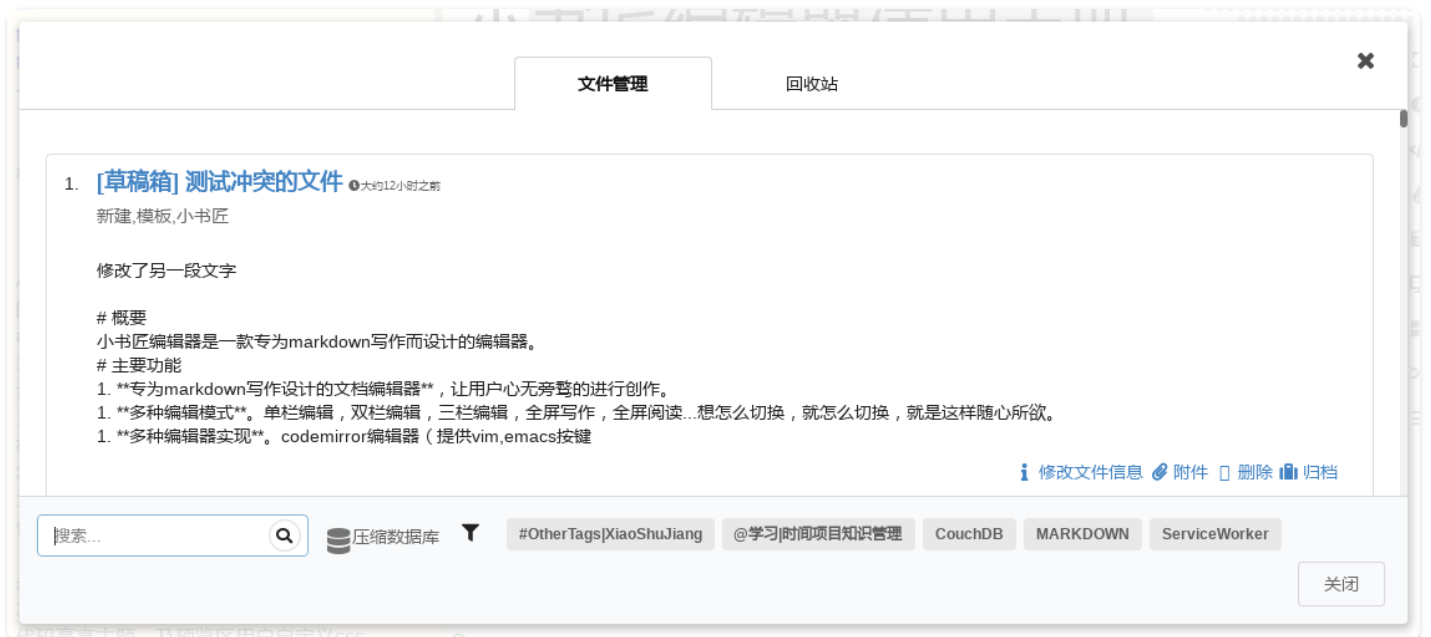 小书匠编辑器使用手册
文件管理 回收站
1. [草稿箱] 测试冲突的文件 大约12小时之前
新建,模板,小书匠
修改了另一段文字
# 概要
小书匠编辑器是一款专为markdown写作而设计的编辑器。
# 主要功能
1. **专为markdown写作设计的文档编辑器**，让用户心无旁骛的进行创作。
1. **多种编辑模式**。单栏编辑，双栏编辑，三栏编辑，全屏写作，全屏阅读...想怎么切换，就怎么切换，就是这样随心所欲。
1. **多种编辑器实现**。codemirror编辑器（提供vim,emacs按键
修改文件信息 附件 删除 归档
搜索... 压缩数据库 #OtherTags|XiaoShuJiang @学习|时间项目知识管理 CouchDB MARKDOWN ServiceWorker
关闭